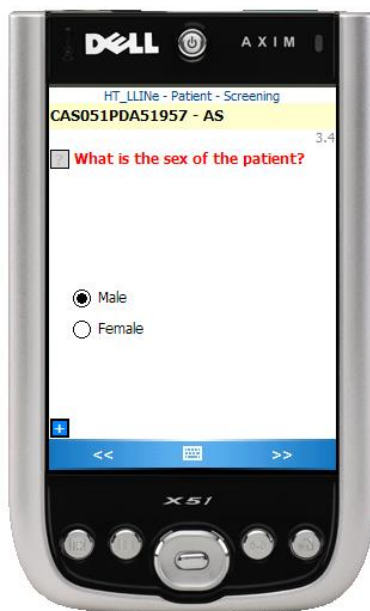 DELL AXIM
HT_LLINe - Patient - Screening
CAS051PDA51957 - AS
3.4
? What is the sex of the patient?
Male
Female
+
<< >>
X51